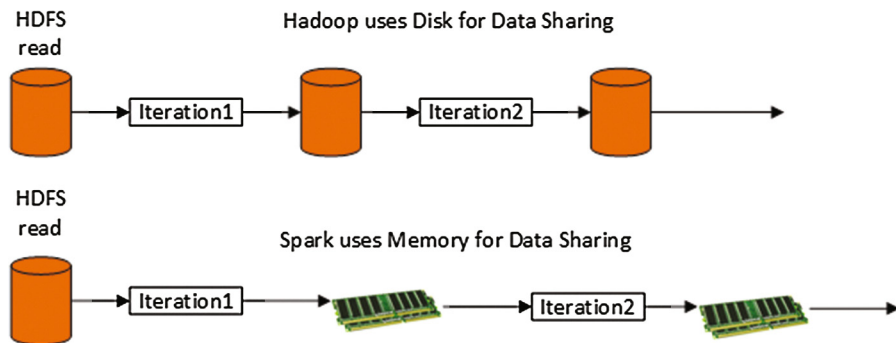 HDFS
read
Hadoop uses Disk for Data Sharing
Iteration1
Iteration2
HDFS
read
Spark uses Memory for Data Sharing
Iteration1
Iteration2